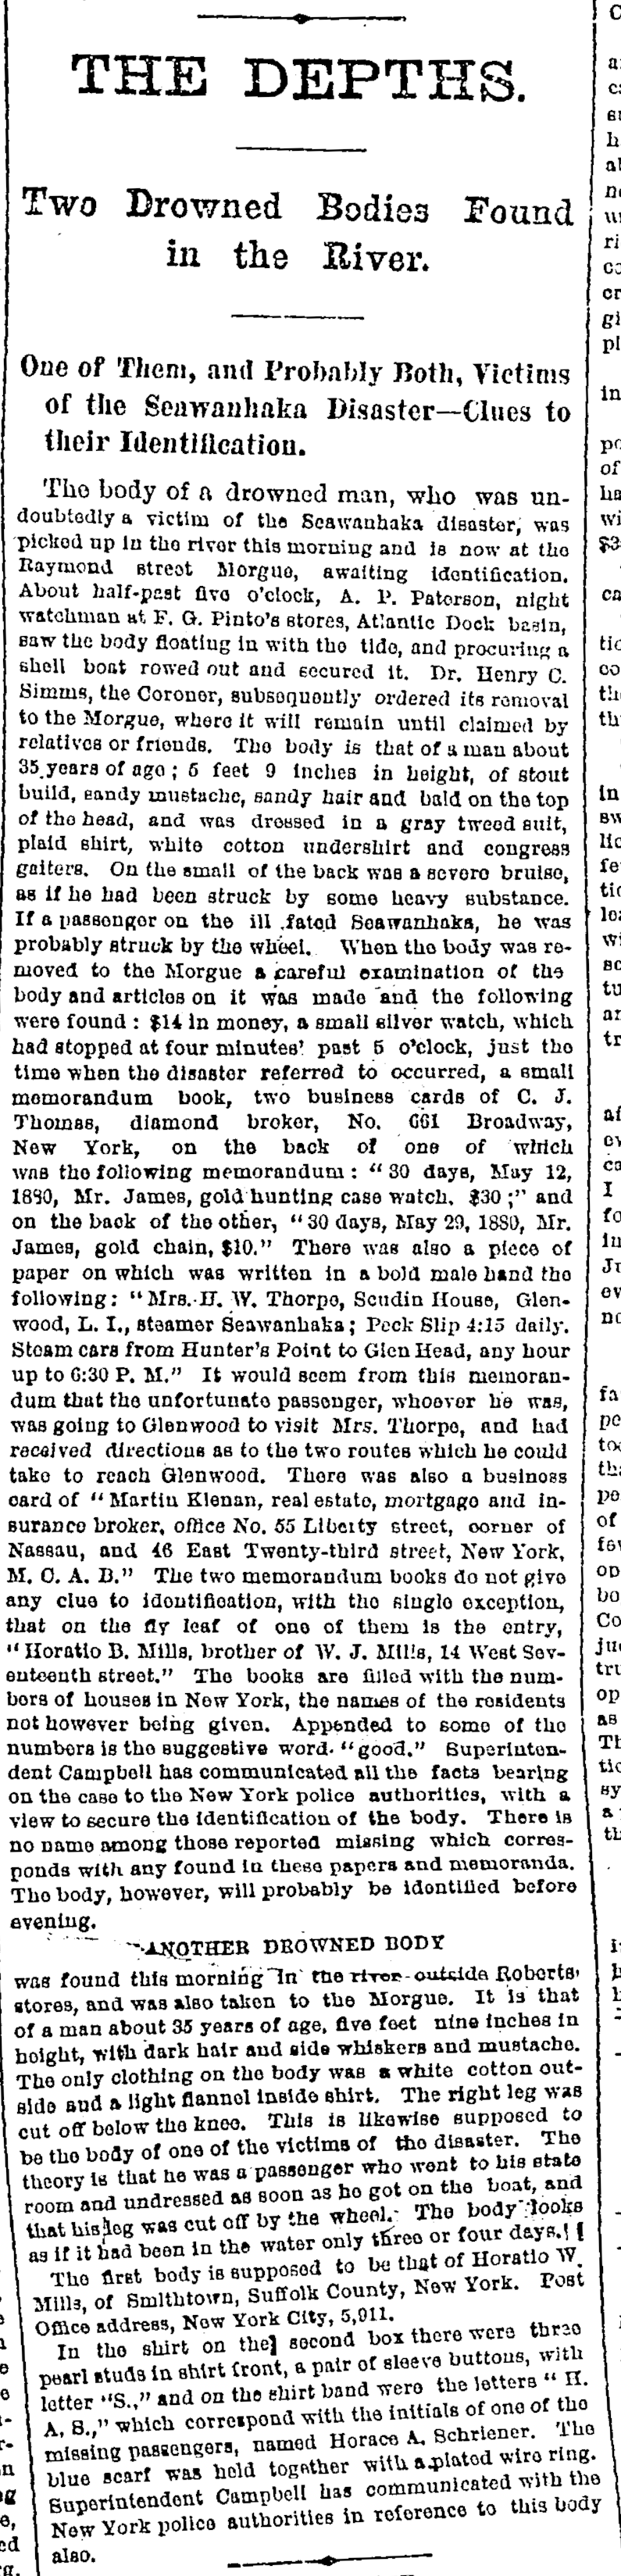 THE DEPTHS.
Two Drowned Bodies Found
in the River.
One of Them, and Probably Both, Victims
of the Seawanhaka Disaster—Clues to
their Identification.
The body of a drowned man, who was un-
doubtedly a victim of the Seawanhaka disaster, was
picked up in the river this morning and is now at the
Raymond street Morgue, awaiting identification.
About half-past five o'clock, A. P. Paterson, night
watchman at F. G. Pinto's stores, Atlantic Dock basin,
saw the body floating in with the tide, and procuring a
shell boat rowed out and secured it. Dr. Henry C.
Simms, the Coroner, subsequently ordered its removal
to the Morgue, where it will remain until claimed by
relatives or friends. The body is that of a man about
35 years of age; 5 feet 9 inches in height, of stout
build, sandy mustache, sandy hair and bald on the top
of the head, and was dressed in a gray tweed suit,
plaid shirt, white cotton undershirt and congress
gaiters. On the small of the back was a severe bruise,
as if he had been struck by some heavy substance.
If a passenger on the ill .fated Seawanhaka, he was
probably struck by the wheel. When the body was re-
moved to the Morgue a careful examination of the
body and articles on it was made and the following
were found: $14 in money, a small silver watch, which
had stopped at four minutes' past 5 o'clock, just the
time when the disaster referred to occurred, a small
memorandum book, two business cards of C. J.
Thomas, diamond broker, No. 661 Broadway,
New York, on the back of one of which
was the following memorandum: "30 days, May 12,
1880, Mr. James, gold hunting case watch, $30;" and
on the back of the other, "30 days, May 29, 1880, Mr.
James, gold chain, $10." There was also a piece of
paper on which was written in a bold male hand the
following: "Mrs. H. W. Thorpe, Scudin House, Glen-
wood, L. I., steamer Seawanhaka; Peck Slip 4:15 daily.
Steam cars from Hunter's Point to Glen Head, any hour
up to 6:30 P. M." It would seem from this memoran-
dum that the unfortunate passenger, whoever he was,
was going to Glenwood to visit Mrs. Thorpe, and had
received directions as to the two routes which he could
take to reach Glenwood. There was also a business
card of "Martin Klenan, real estate, mortgage and in-
surance broker, office No. 55 Liberty street, corner of
Nassau, and 46 East Twenty-third street, New York,
M. C. A. B." The two memorandum books do not give
any clue to identification, with the single exception,
that on the fly leaf of one of them is the entry,
"Horatio B. Mills, brother of W. J. Mills, 14 West Sev-
enteenth street." The books are filled with the num-
bers of houses in New York, the names of the residents
not however being given. Appended to some of the
numbers is the suggestive word "good." Superinten-
dent Campbell has communicated all the facts bearing
on the case to the New York police authorities, with a
view to secure the identification of the body. There is
no name among those reported missing which corres-
ponds with any found in these papers and memoranda.
The body, however, will probably be identified before
evening.
ANOTHER DROWNED BODY
was found this morning in the river outside Roberts'
stores, and was also taken to the Morgue. It is that
of a man about 35 years of age, five feet nine inches in
height, with dark hair and side whiskers and mustache.
The only clothing on the body was a white cotton out-
side and a light flannel inside shirt. The right leg was
cut off below the knee. This is likewise supposed to
be the body of one of the victims of the disaster. The
theory is that he was a passenger who went to his state
room and undressed as soon as he got on the boat, and
that his leg was cut off by the wheel. The body looks
as if it had been in the water only three or four days.
The first body is supposed to be that of Horatio W.
Mills, of Smithtown, Suffolk County, New York. Post
Office address, New York City, 5,911.
In the shirt on the second box there were three
pearl studs in shirt front, a pair of sleeve buttons, with
letter "S.," and on the shirt band were the letters "H.
A. S.," which correspond with the initials of one of the
missing passengers, named Horace A. Schriener. The
blue scarf was held together with a plated wire ring.
Superintendent Campbell has communicated with the
New York police authorities in reference to this body
also.